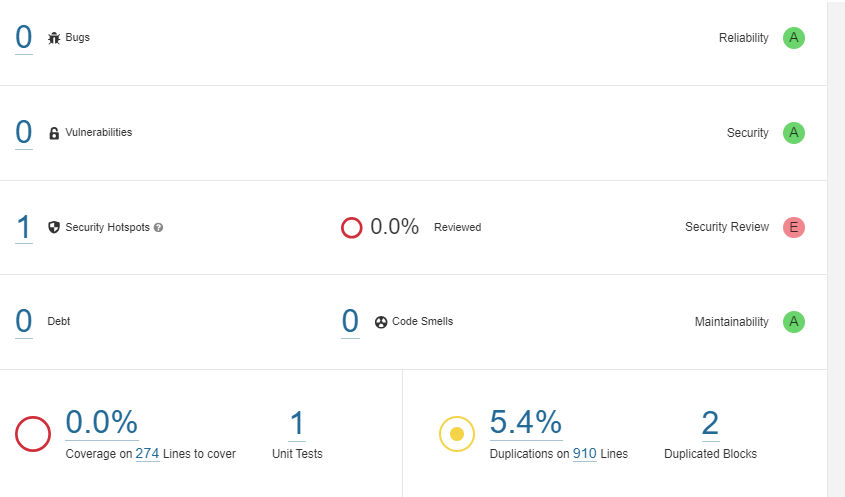 0 Bugs Reliability A
0 Vulnerabilities Security A
1 Security Hotspots ? 0.0% Reviewed Security Review E
0 Debt 0 Code Smells Maintainability A
0.0% 1 5.4% 2
Coverage on 274 Lines to cover Unit Tests Duplications on 910 Lines Duplicated Blocks